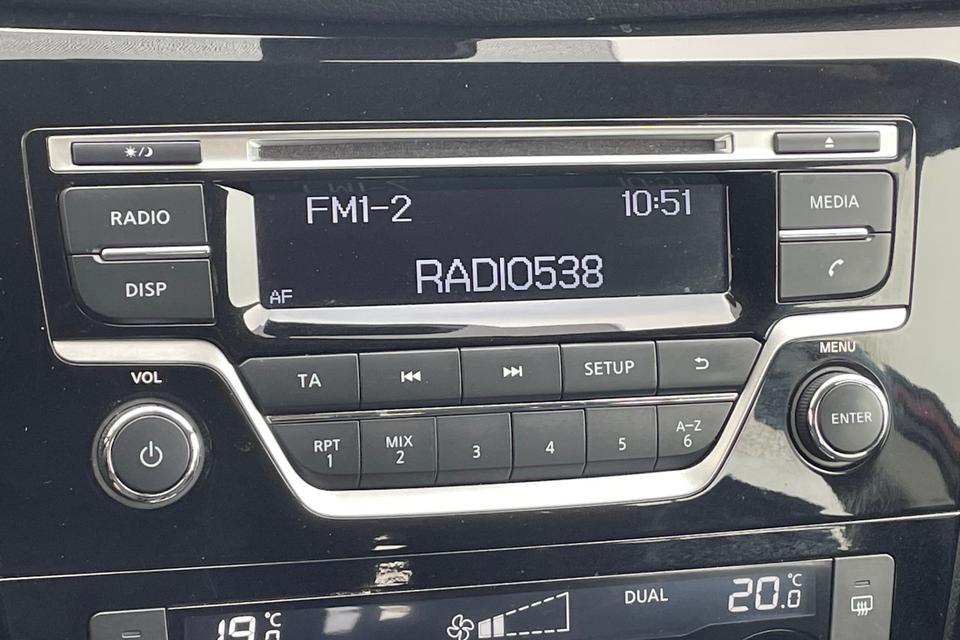 RADIO
DISP
FM1-2 10:51
RADIO538
AF
MEDIA
VOL
TA
SETUP
MENU
ENTER
RPT
1
MIX
2
3
4
5
A-Z
6
19.0 °C
DUAL
20.0 °C